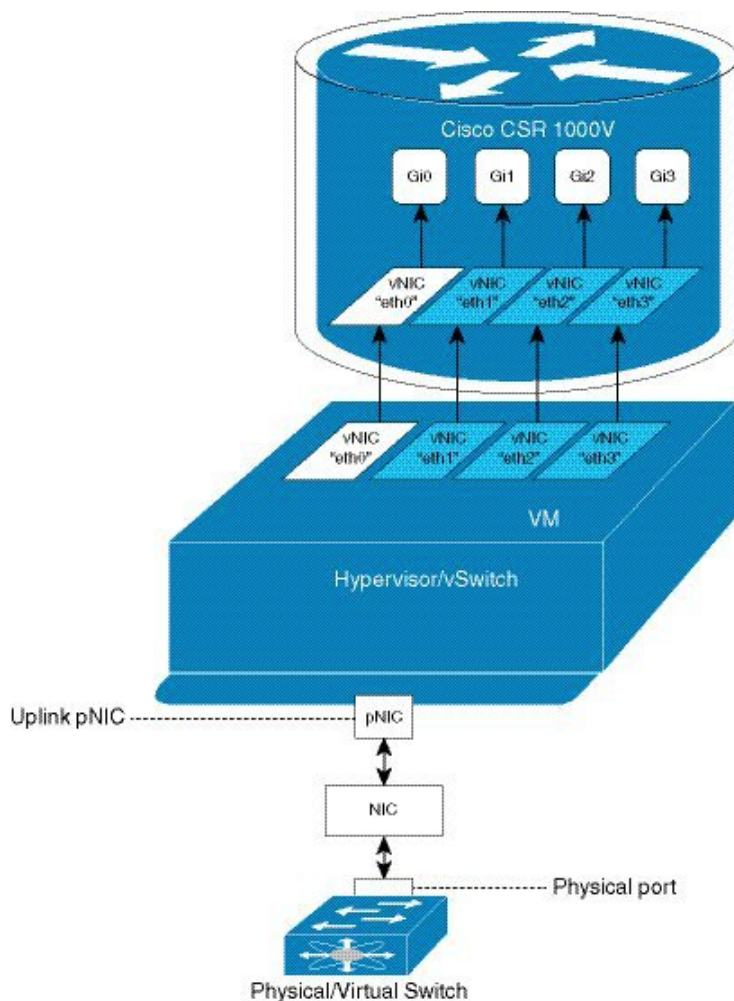 Cisco CSR 1000V
Gi0 Gi1 Gi2 Gi3
vNIC "eth0" vNIC "eth1" vNIC "eth2" vNIC "eth3"
vNIC "eth0" vNIC "eth1" vNIC "eth2" vNIC "eth3"
VM
Hypervisor/vSwitch
Uplink pNIC
pNIC
NIC
Physical port
Physical/Virtual Switch